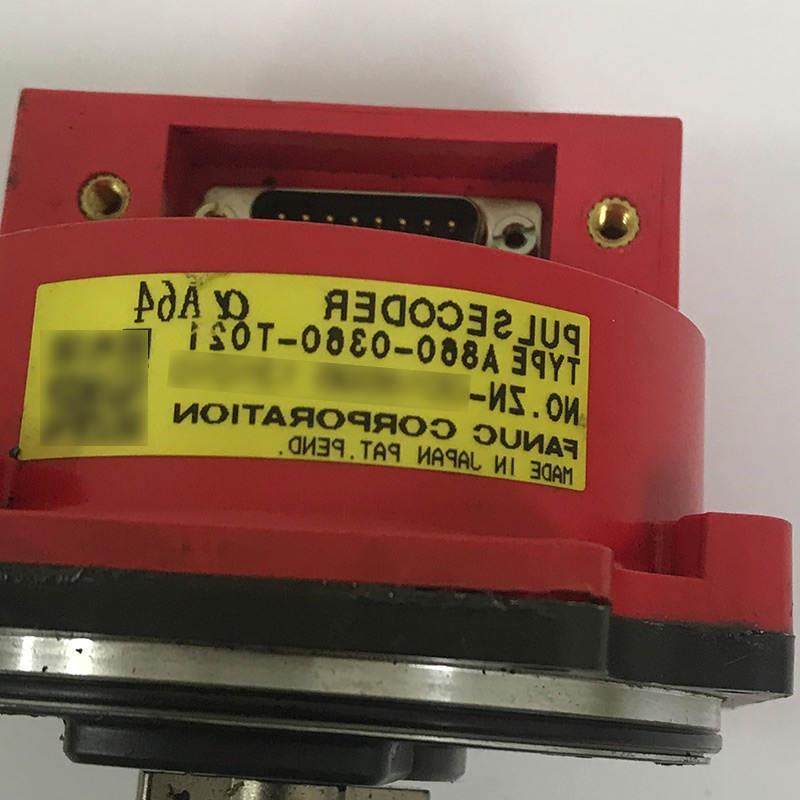 PULSECODER αA64
TYPE A860-0360-T021
NO. ZN-
FANUC CORPORATION
MADE IN JAPAN PAT. PEND.